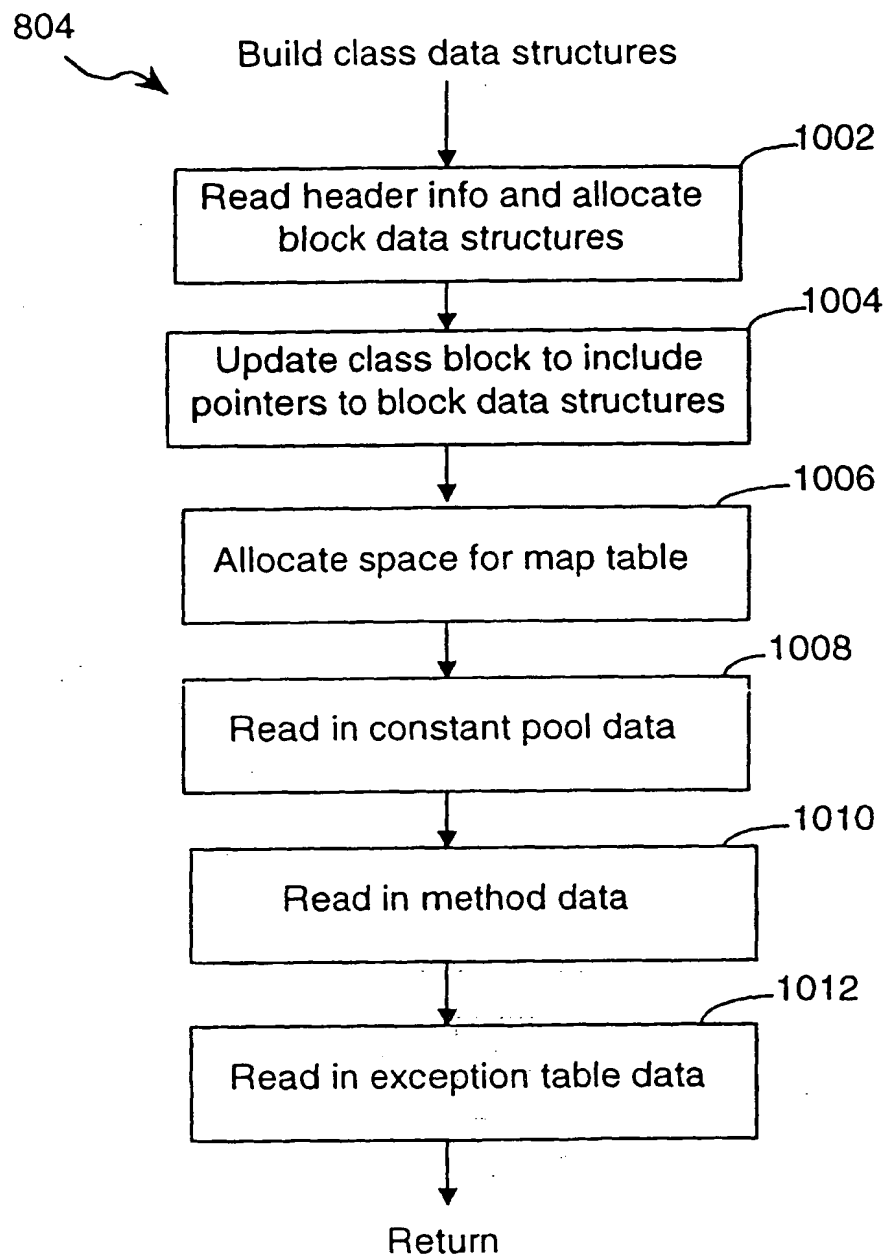 804
Build class data structures
1002
Read header info and allocate
block data structures
1004
Update class block to include
pointers to block data structures
1006
Allocate space for map table
1008
Read in constant pool data
1010
Read in method data
1012
Read in exception table data
Return